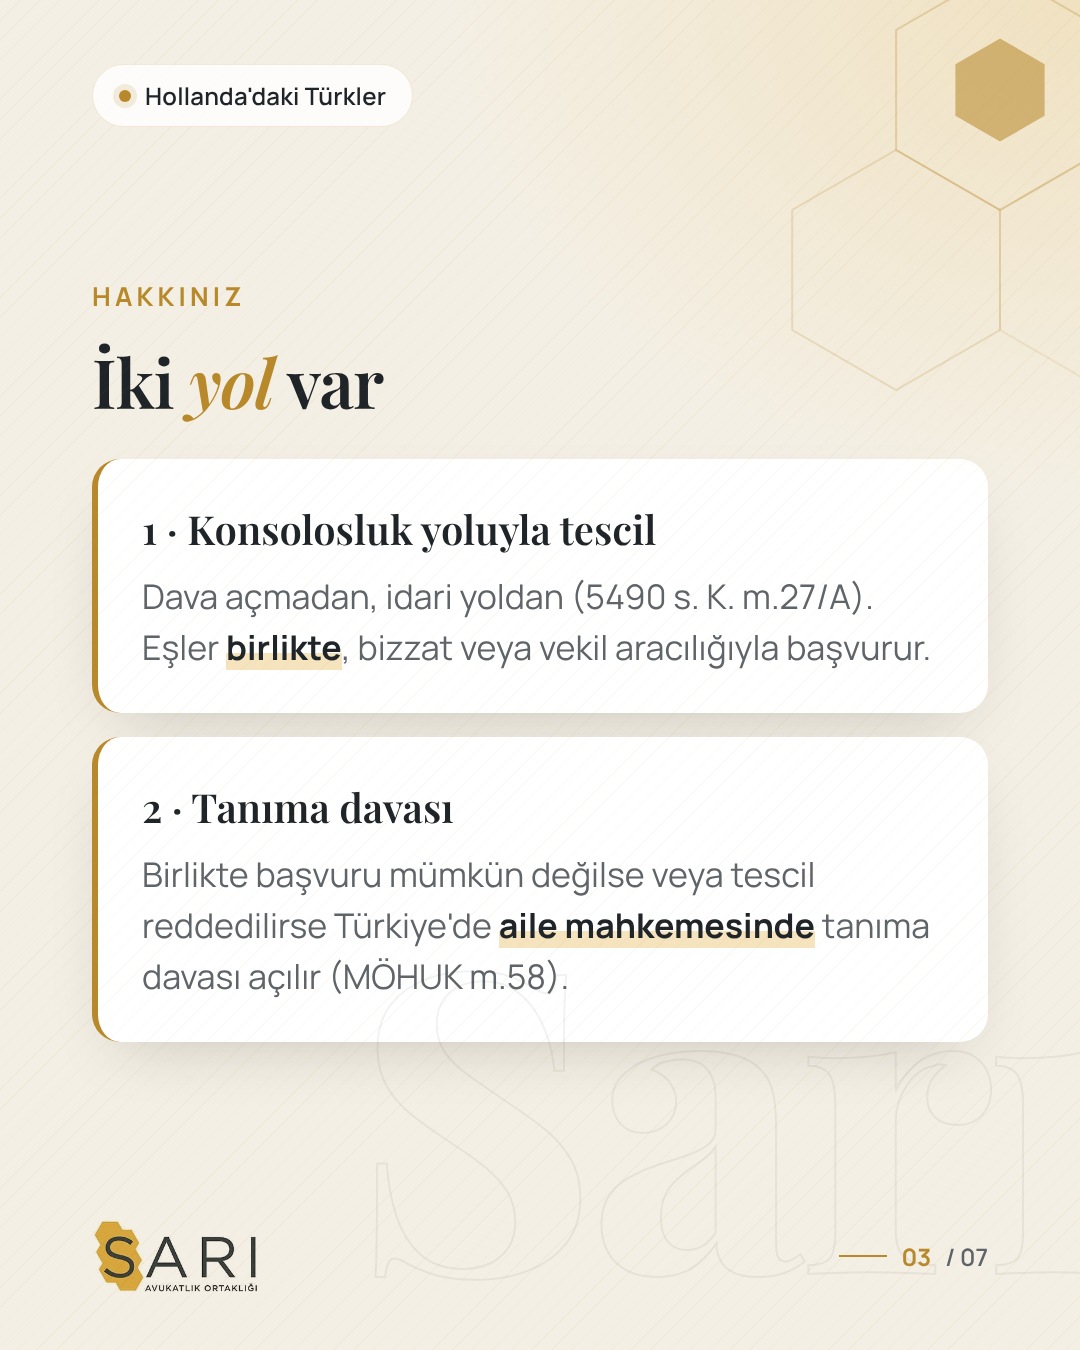 Hollanda'daki Türkler
HAKKINIZ
İki yol var
1 · Konsolosluk yoluyla tescil
Dava açmadan, idari yoldan (5490 s. K. m.27/A).
Eşler birlikte, bizzat veya vekil aracılığıyla başvurur.
2 · Tanıma davası
Birlikte başvuru mümkün değilse veya tescil
reddedilirse Türkiye'de aile mahkemesinde tanıma
davası açılır (MÖHUK m.58).
Sarı
SARI
AVUKATLIK ORTAKLIĞI
03 / 07